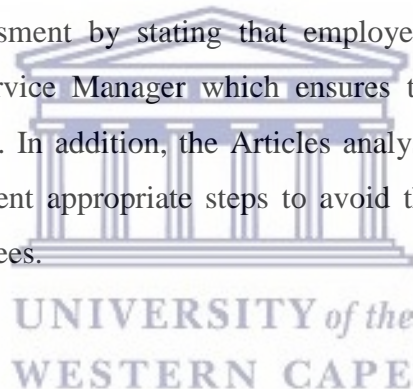 sment by stating that employe
rvice Manager which ensures t
. In addition, the Articles analy
ent appropriate steps to avoid th
ees.
UNIVERSITY of the
WESTERN CAPE